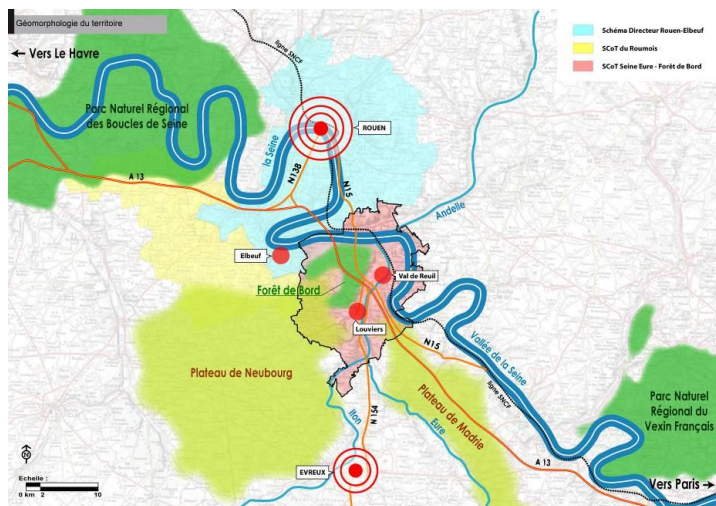 Géomorphologie du territoire
Vers Le Havre
Schéma Directeur Rouen-Elbeuf
SCoT du Roumois
SCoT Seine Eure - Forêt de Bord
ligne SNCF
Parc Naturel Régional
des Boucles de Seine
ROUEN
la Seine
A 13
N138
N15
Andelle
Elbeuf
Val de Reuil
Forêt de Bord
Louviers
Plateau de Neubourg
N15
Vallée de la Seine
ligne SNCF
Plateau de Madrie
Iton
N 154
Eure
Parc Naturel
Régional du
Vexin Français
A 13
EVREUX
Vers Paris
N
Echelle :
0 km 2 10